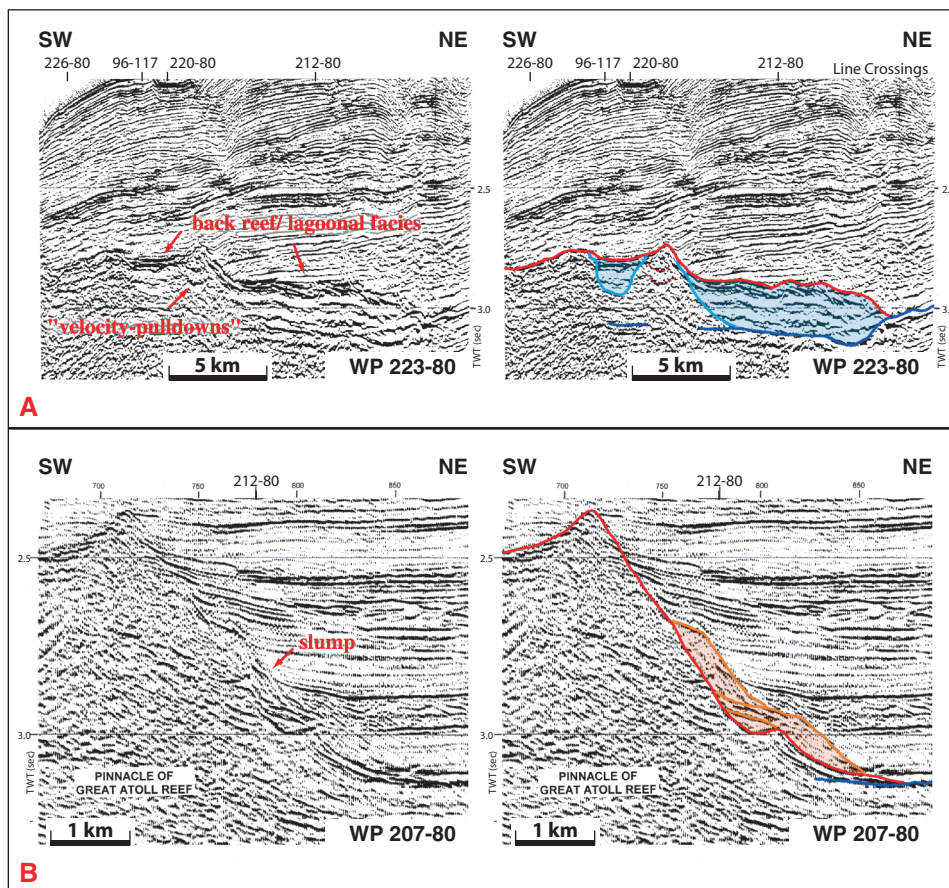 SW NE
226-80 96-117 220-80 212-80
2.5
back reef/ lagoonal facies
"velocity-pulldowns"
3.0
TWT (sec)
5 km WP 223-80
A
SW NE
226-80 96-117 220-80 212-80 Line Crossings
2.
3.
TWT (sec)
5 km WP 223-80
SW NE
212-80
700 750 800 850
2.5
slump
3.0
TWT (sec)
PINNACLE OF
GREAT ATOLL REEF
1 km WP 207-80
B
SW NE
212-80
700 750 800 850
2.5
3.0
TWT (sec)
PINNACLE OF
GREAT ATOLL REEF
1 km WP 207-80